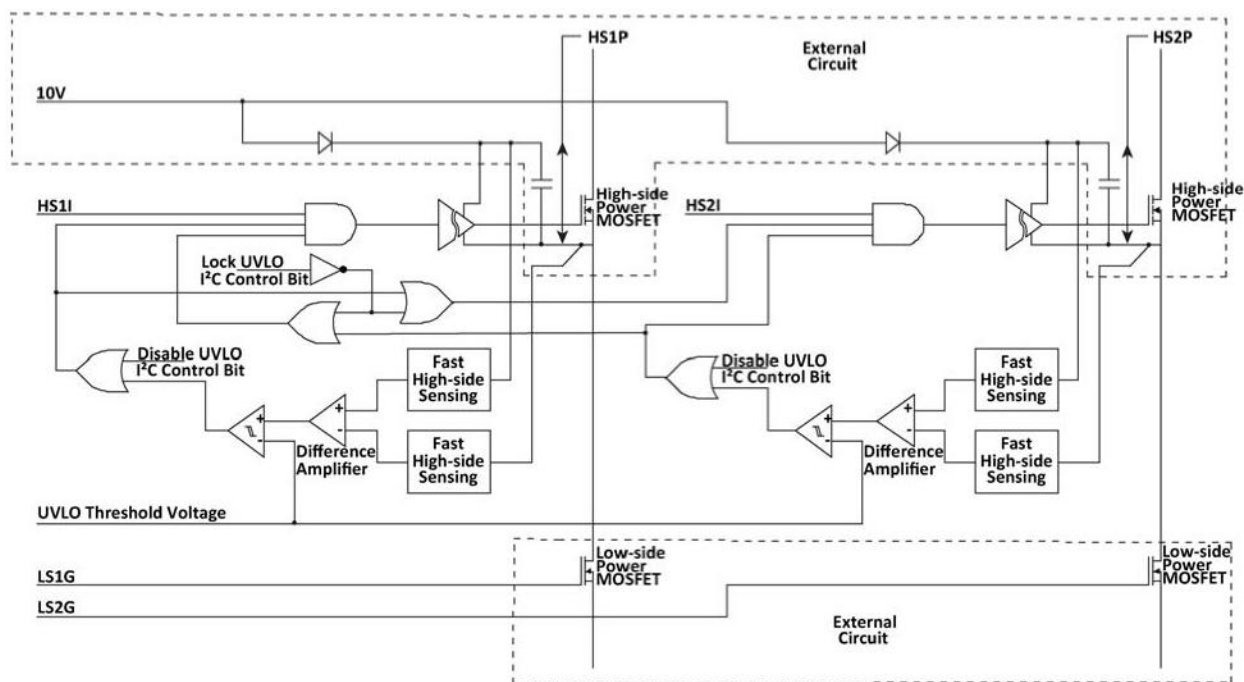 HS1P
External
Circuit
HS2P
10V
HS1I
High-side
Power
MOSFET
HS2I
High-side
Power
MOSFET
Lock UVLO
I²C Control Bit
Disable UVLO
I²C Control Bit
Fast
High-side
Sensing
Disable UVLO
I²C Control Bit
Fast
High-side
Sensing
+
-
+
-
Difference
Amplifier
Fast
High-side
Sensing
+
-
+
-
Difference
Amplifier
Fast
High-side
Sensing
UVLO Threshold Voltage
Low-side
Power
MOSFET
Low-side
Power
MOSFET
LS1G
LS2G
External
Circuit